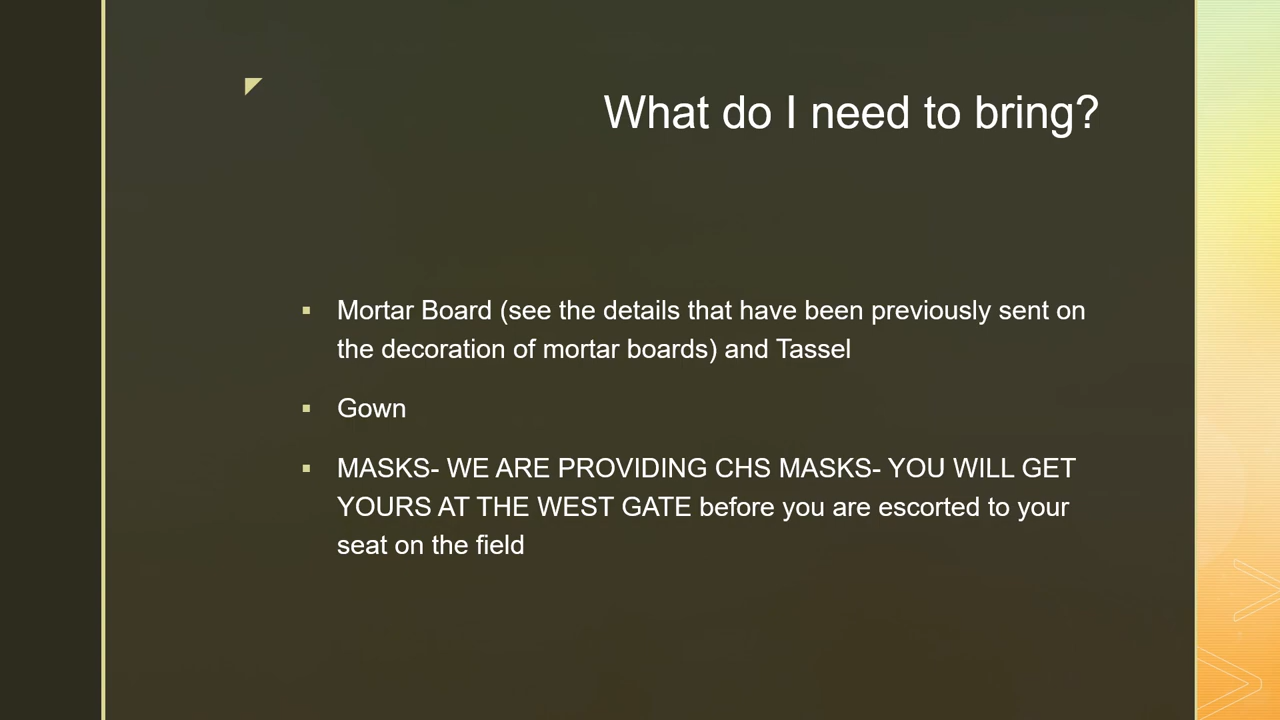 What do I need to bring?
▪ Mortar Board (see the details that have been previously sent on
the decoration of mortar boards) and Tassel
▪ Gown
▪ MASKS- WE ARE PROVIDING CHS MASKS- YOU WILL GET
YOURS AT THE WEST GATE before you are escorted to your
seat on the field